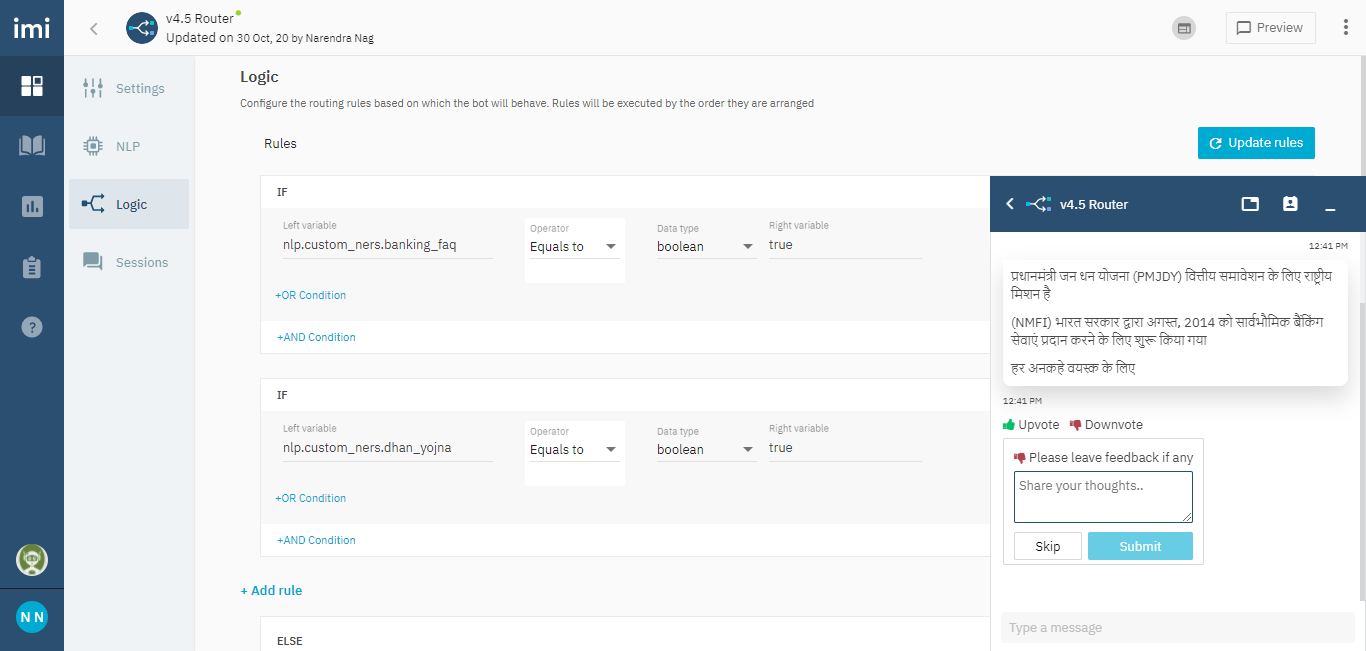 imi
v4.5 Router
Updated on 30 Oct, 20 by Narendra Nag
Preview
Settings
NLP
Logic
Sessions
?
N N
Logic
Configure the routing rules based on which the bot will behave. Rules will be executed by the order they are arranged
Rules
Update rules
IF
Left variable
nlp.custom_ners.banking_faq
Operator
Equals to
Data type
boolean
Right variable
true
+OR Condition
+AND Condition
IF
Left variable
nlp.custom_ners.dhan_yojna
Operator
Equals to
Data type
boolean
Right variable
true
+OR Condition
+AND Condition
+ Add rule
ELSE
v4.5 Router
12:41 PM
प्रधानमंत्री जन धन योजना (PMJDY) वित्तीय समावेशन के लिए राष्ट्रीय
मिशन है
(NMFI) भारत सरकार द्वारा अगस्त, 2014 को सार्वभौमिक बैंकिंग
सेवाएं प्रदान करने के लिए शुरू किया गया
हर अनकहे वयस्क के लिए
12:41 PM
Upvote Downvote
Please leave feedback if any
Share your thoughts..
Skip Submit
Type a message